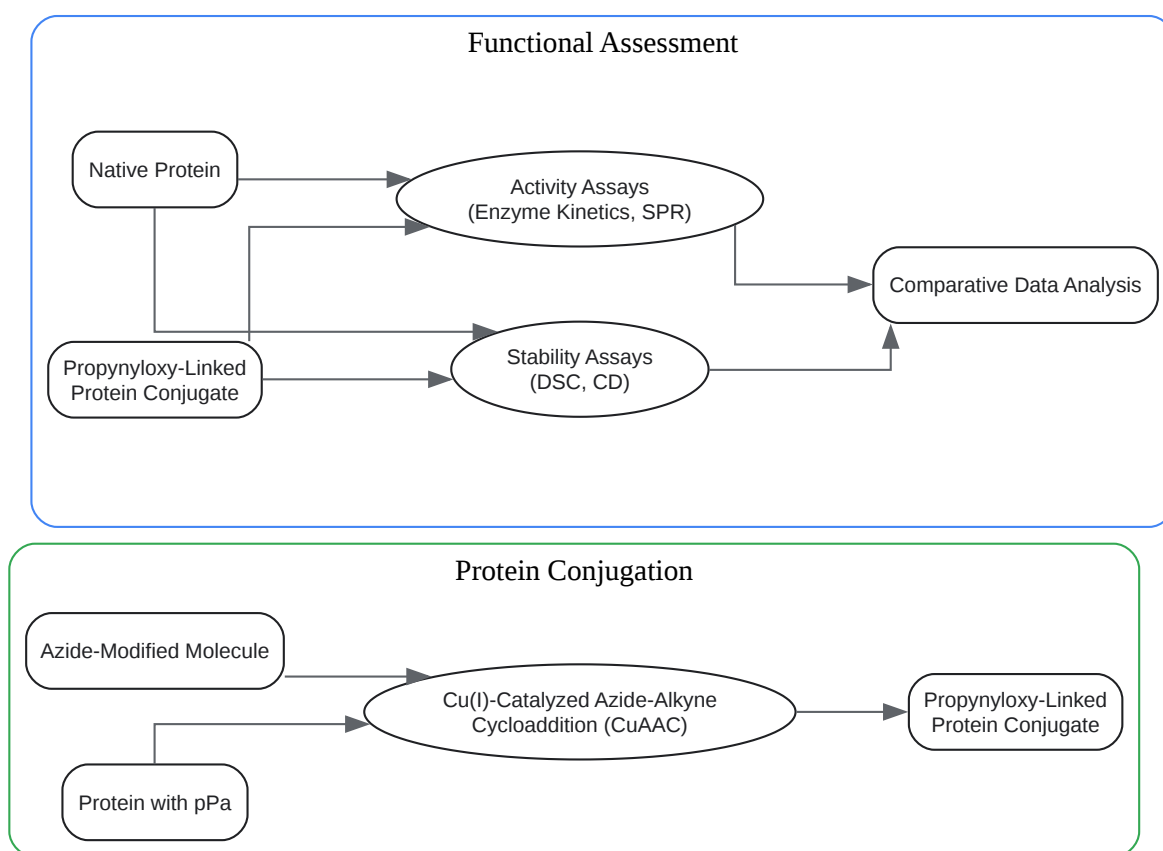 Functional Assessment
Native Protein
Activity Assays
(Enzyme Kinetics, SPR)
Comparative Data Analysis
Propynyloxy-Linked
Protein Conjugate
Stability Assays
(DSC, CD)
Protein Conjugation
Azide-Modified Molecule
Cu(I)-Catalyzed Azide-Alkyne
Cycloaddition (CuAAC)
Propynyloxy-Linked
Protein Conjugate
Protein with pPa